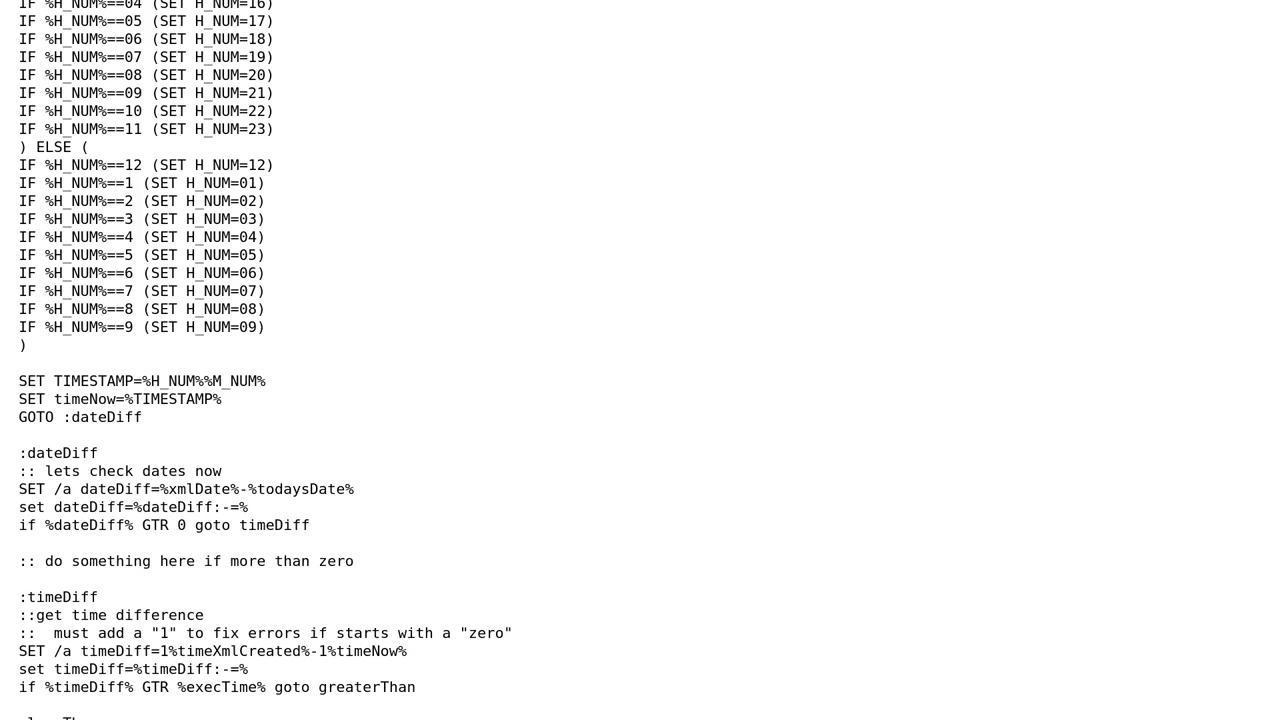 IF %H_NUM%==04 (SET H_NUM=16)
IF %H_NUM%==05 (SET H_NUM=17)
IF %H_NUM%==06 (SET H_NUM=18)
IF %H_NUM%==07 (SET H_NUM=19)
IF %H_NUM%==08 (SET H_NUM=20)
IF %H_NUM%==09 (SET H_NUM=21)
IF %H_NUM%==10 (SET H_NUM=22)
IF %H_NUM%==11 (SET H_NUM=23)
) ELSE (
IF %H_NUM%==12 (SET H_NUM=12)
IF %H_NUM%==1 (SET H_NUM=01)
IF %H_NUM%==2 (SET H_NUM=02)
IF %H_NUM%==3 (SET H_NUM=03)
IF %H_NUM%==4 (SET H_NUM=04)
IF %H_NUM%==5 (SET H_NUM=05)
IF %H_NUM%==6 (SET H_NUM=06)
IF %H_NUM%==7 (SET H_NUM=07)
IF %H_NUM%==8 (SET H_NUM=08)
IF %H_NUM%==9 (SET H_NUM=09)
)

SET TIMESTAMP=%H_NUM%%M_NUM%
SET timeNow=%TIMESTAMP%
GOTO :dateDiff

:dateDiff
:: lets check dates now
SET /a dateDiff=%xmlDate%-%todaysDate%
set dateDiff=%dateDiff:-=%
if %dateDiff% GTR 0 goto timeDiff

:: do something here if more than zero

:timeDiff
::get time difference
::  must add a "1" to fix errors if starts with a "zero"
SET /a timeDiff=1%timeXmlCreated%-1%timeNow%
set timeDiff=%timeDiff:-=%
if %timeDiff% GTR %execTime% goto greaterThan